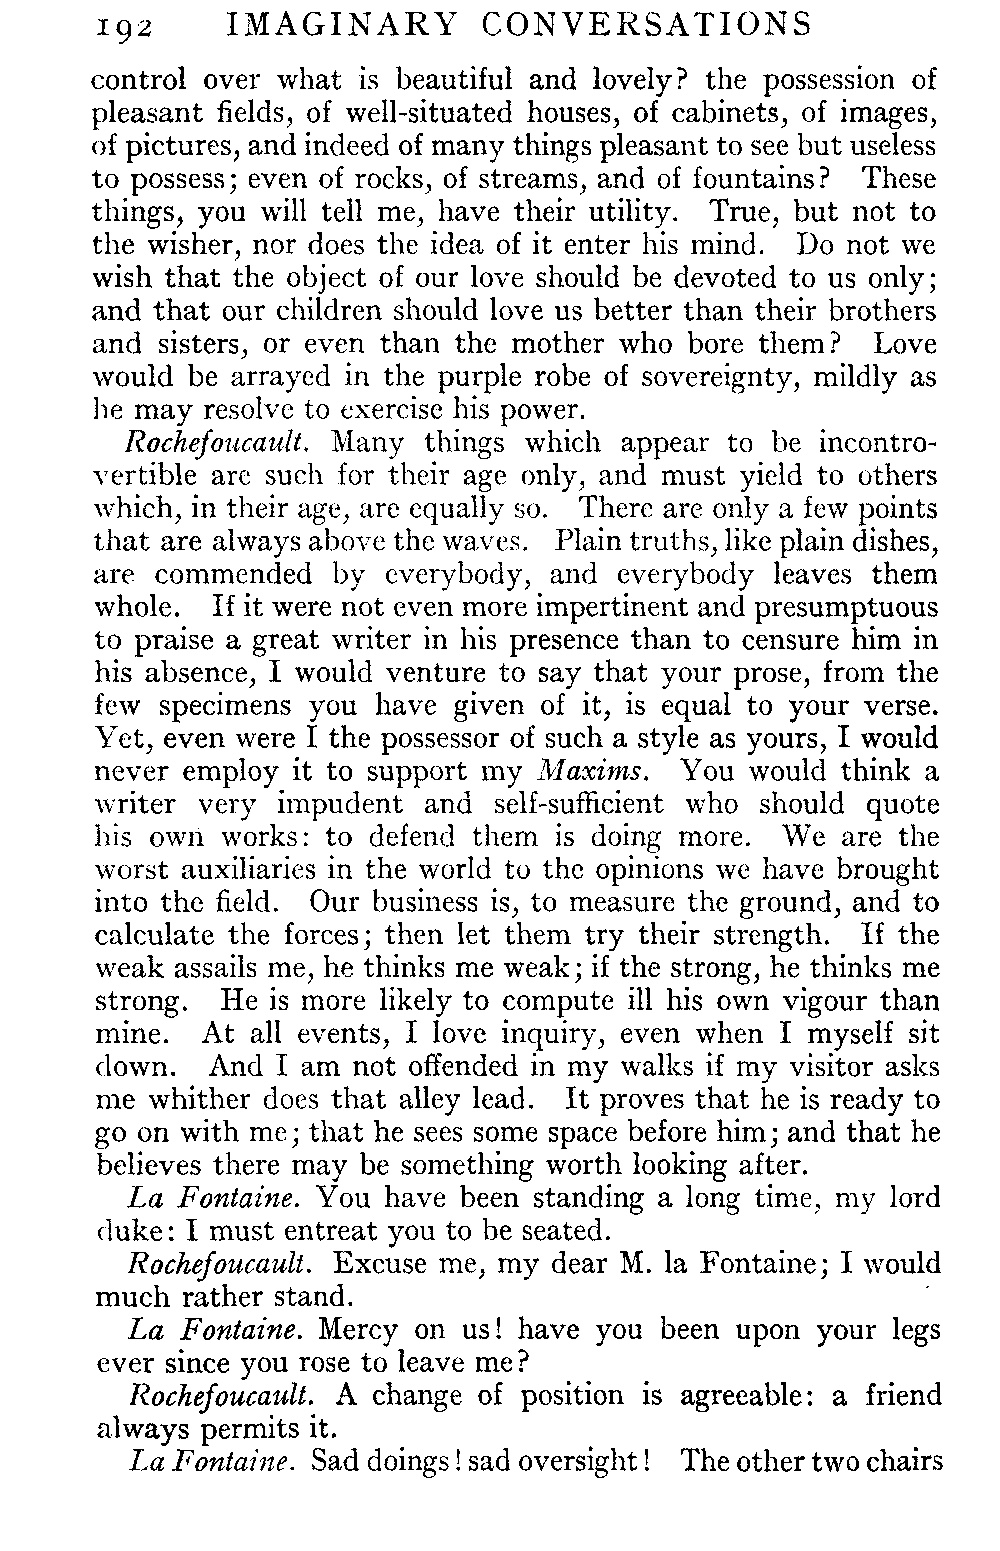 192 IMAGINARY CONVERSATIONS
control over what is beautiful and lovely? the possession of
pleasant fields, of well-situated houses, of cabinets, of images,
of pictures, and indeed of many things pleasant to see but useless
to possess; even of rocks, of streams, and of fountains? These
things, you will tell me, have their utility. True, but not to
the wisher, nor does the idea of it enter his mind. Do not we
wish that the object of our love should be devoted to us only;
and that our children should love us better than their brothers
and sisters, or even than the mother who bore them? Love
would be arrayed in the purple robe of sovereignty, mildly as
he may resolve to exercise his power.
Rochefoucault. Many things which appear to be incontro-
vertible are such for their age only, and must yield to others
which, in their age, are equally so. There are only a few points
that are always above the waves. Plain truths, like plain dishes,
are commended by everybody, and everybody leaves them
whole. If it were not even more impertinent and presumptuous
to praise a great writer in his presence than to censure him in
his absence, I would venture to say that your prose, from the
few specimens you have given of it, is equal to your verse.
Yet, even were I the possessor of such a style as yours, I would
never employ it to support my Maxims. You would think a
writer very impudent and self-sufficient who should quote
his own works: to defend them is doing more. We are the
worst auxiliaries in the world to the opinions we have brought
into the field. Our business is, to measure the ground, and to
calculate the forces; then let them try their strength. If the
weak assails me, he thinks me weak; if the strong, he thinks me
strong. He is more likely to compute ill his own vigour than
mine. At all events, I love inquiry, even when I myself sit
down. And I am not offended in my walks if my visitor asks
me whither does that alley lead. It proves that he is ready to
go on with me; that he sees some space before him; and that he
believes there may be something worth looking after.
La Fontaine. You have been standing a long time, my lord
duke: I must entreat you to be seated.
Rochefoucault. Excuse me, my dear M. la Fontaine; I would
much rather stand.
La Fontaine. Mercy on us! have you been upon your legs
ever since you rose to leave me?
Rochefoucault. A change of position is agreeable: a friend
always permits it.
La Fontaine. Sad doings! sad oversight! The other two chairs